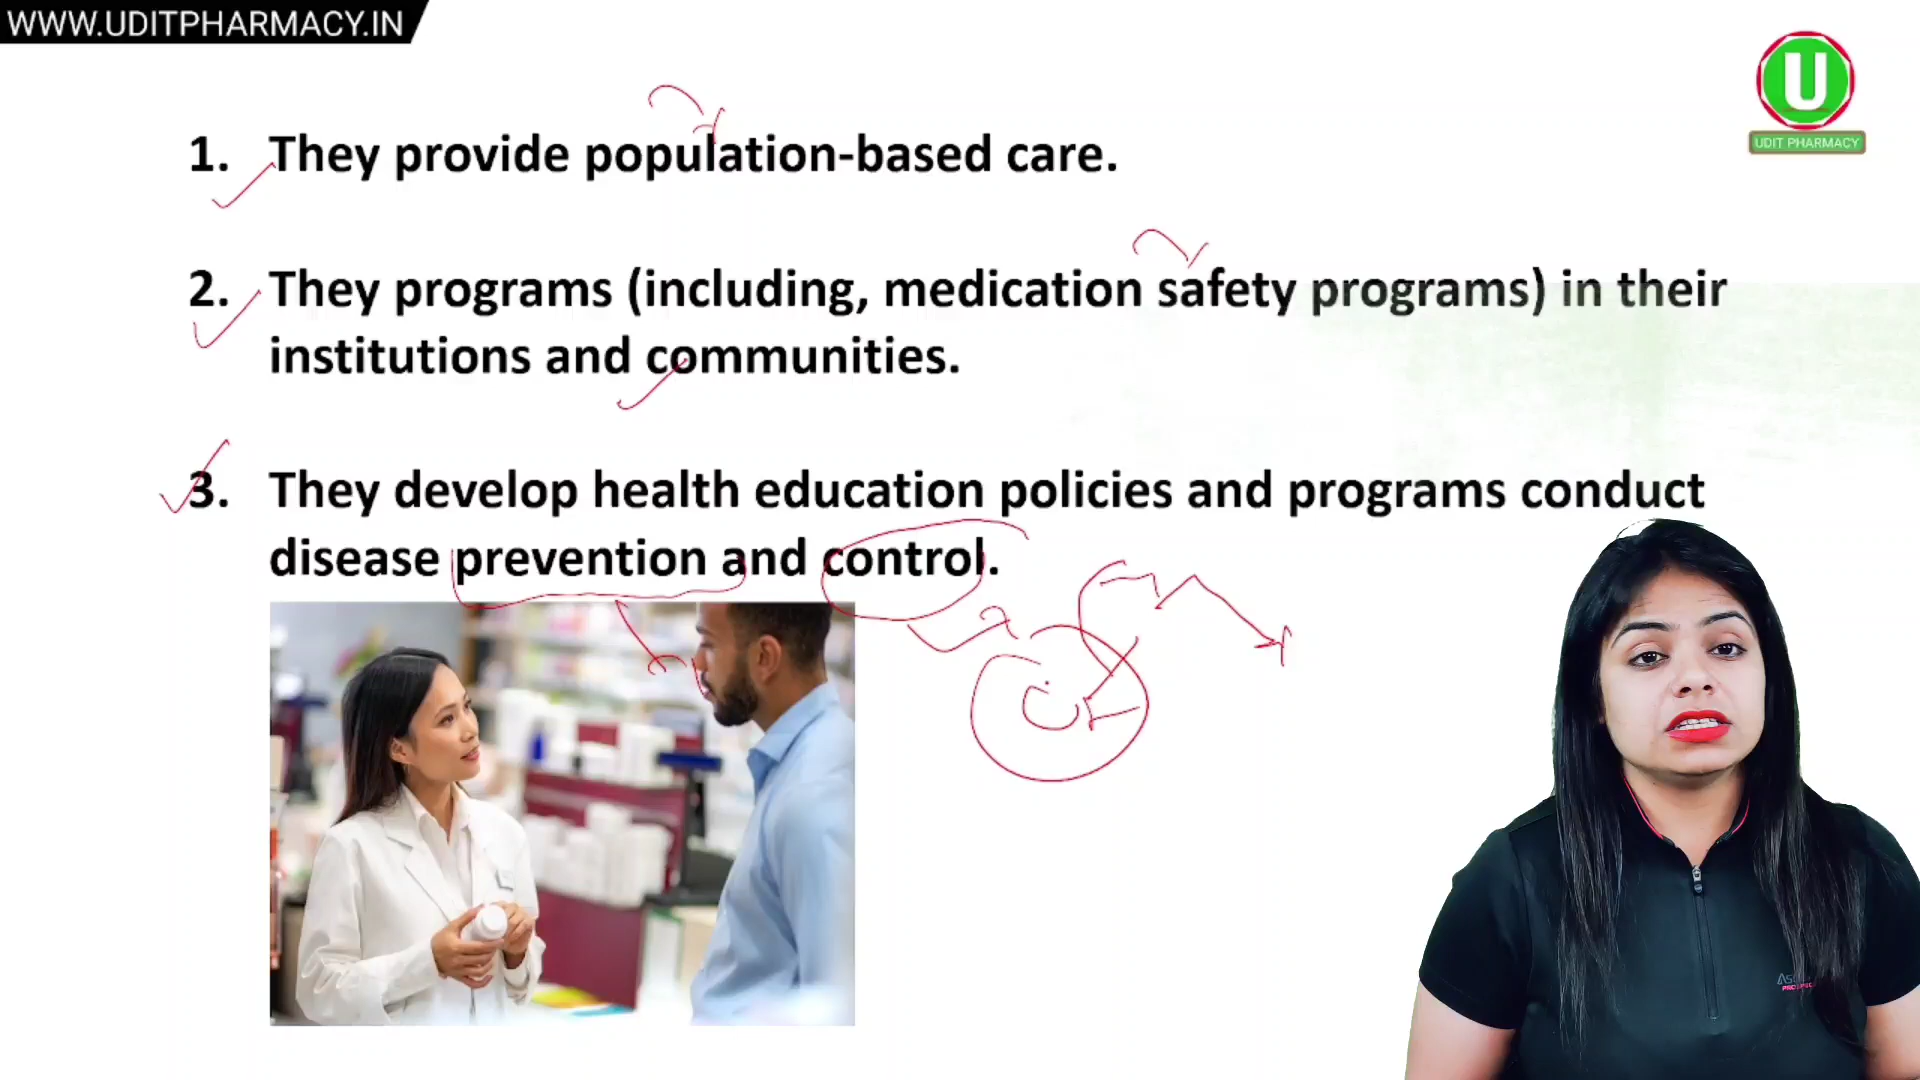 WWW.UDITPHARMACY.IN
U
UDIT PHARMACY
1. They provide population-based care.
2. They programs (including, medication safety programs) in their
institutions and communities.
3. They develop health education policies and programs conduct
disease prevention and control.